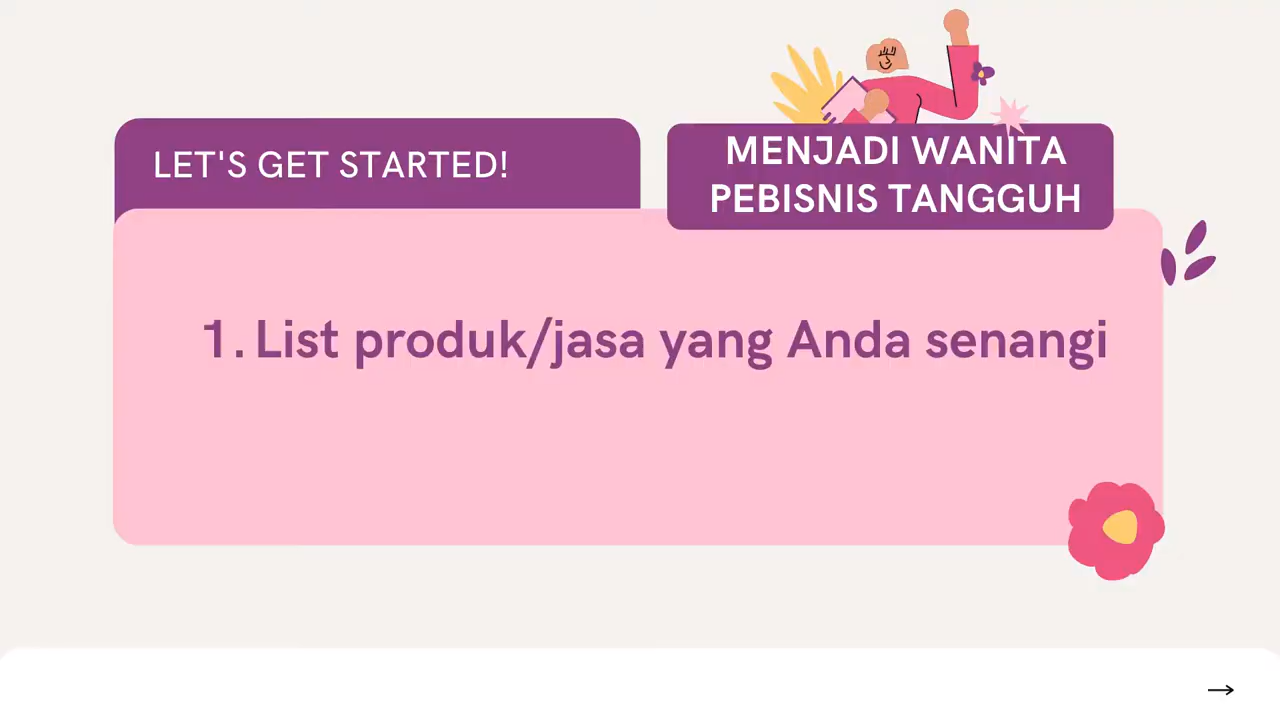 LET'S GET STARTED!
MENJADI WANITA
PEBISNIS TANGGUH
1. List produk/jasa yang Anda senangi